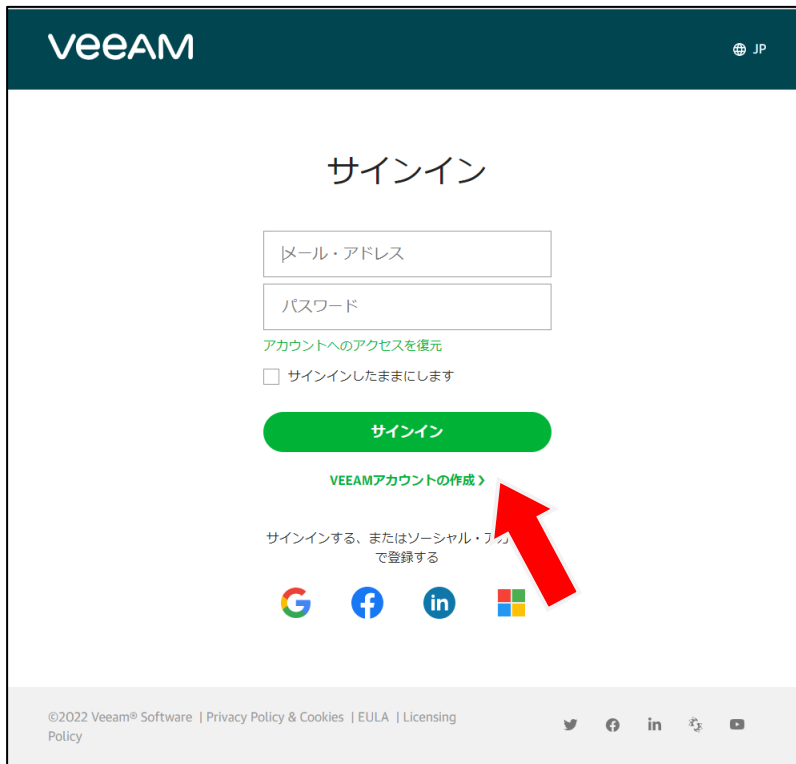 veeAM
JP
サインイン
メール・アドレス
パスワード
アカウントへのアクセスを復元
サインインしたままにします
サインイン
VEEAMアカウントの作成 >
サインインする、またはソーシャル・アカ
で登録する
in
©2022 Veeam® Software | Privacy Policy & Cookies | EULA | Licensing
Policy
in